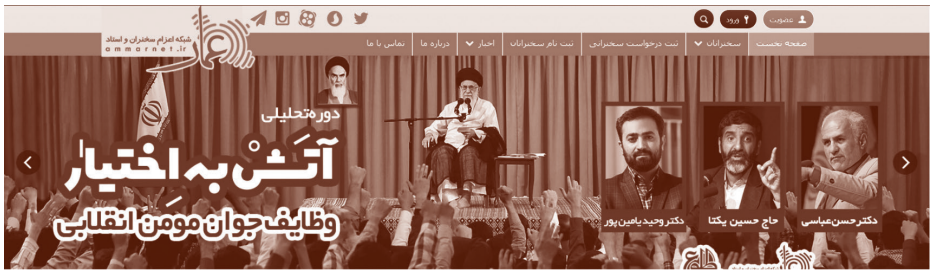 عضویت
ورود
شبکه اعزام سخنران و استاد
ammarnet.ir
عمار
صفحه نخست
سخنرانان
ثبت درخواست سخنرانی
ثبت نام سخنرانان
اخبار
درباره ما
تماس با ما
دوره تحلیلی
آتَش بهِ اختیار
وظایف جوان مومن انقلابی
دکتر حسن عباسی
حاج حسین یکتا
دکتر وحید یامین پور